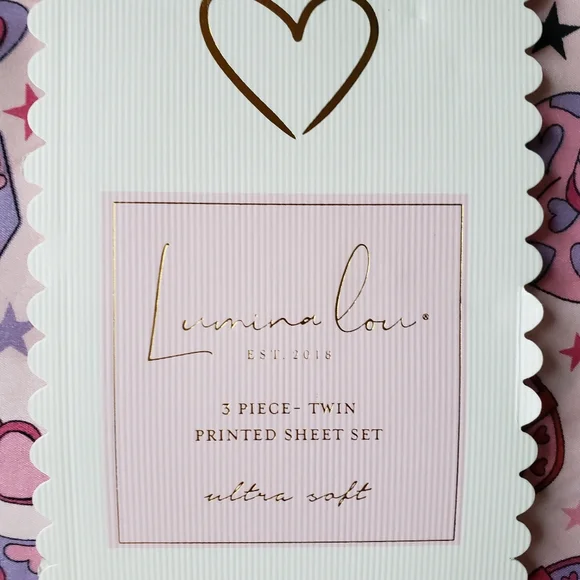 Lumina lou®
EST. 2018
3 PIECE- TWIN
PRINTED SHEET SET
ultra soft